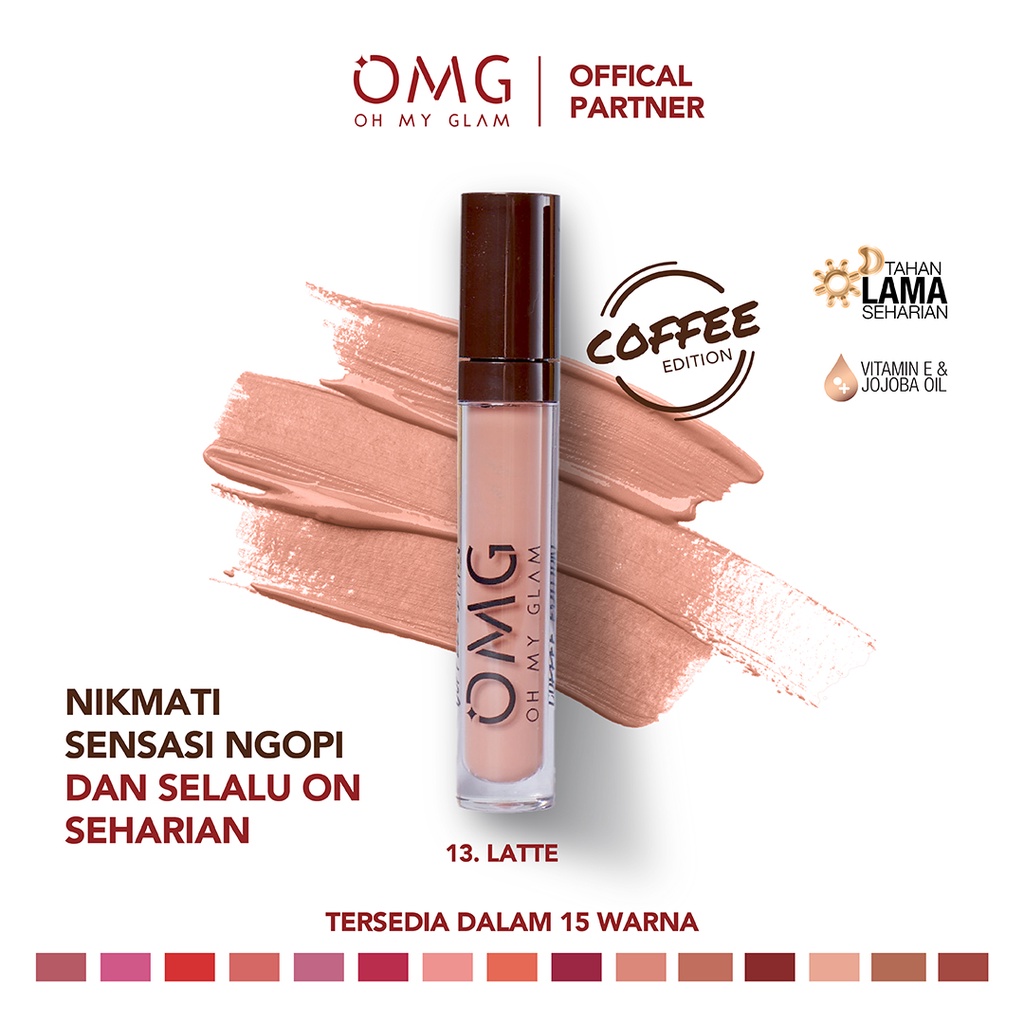 OMG
OH MY GLAM
OFFICAL
PARTNER
COFFEE
EDITION
TAHAN
LAMA
SEHARIAN
VITAMIN E &
JOJOBA OIL
OMG
OH MY GLAM
NIKMATI
SENSASI NGOPI
DAN SELALU ON
SEHARIAN
13. LATTE
TERSEDIA DALAM 15 WARNA